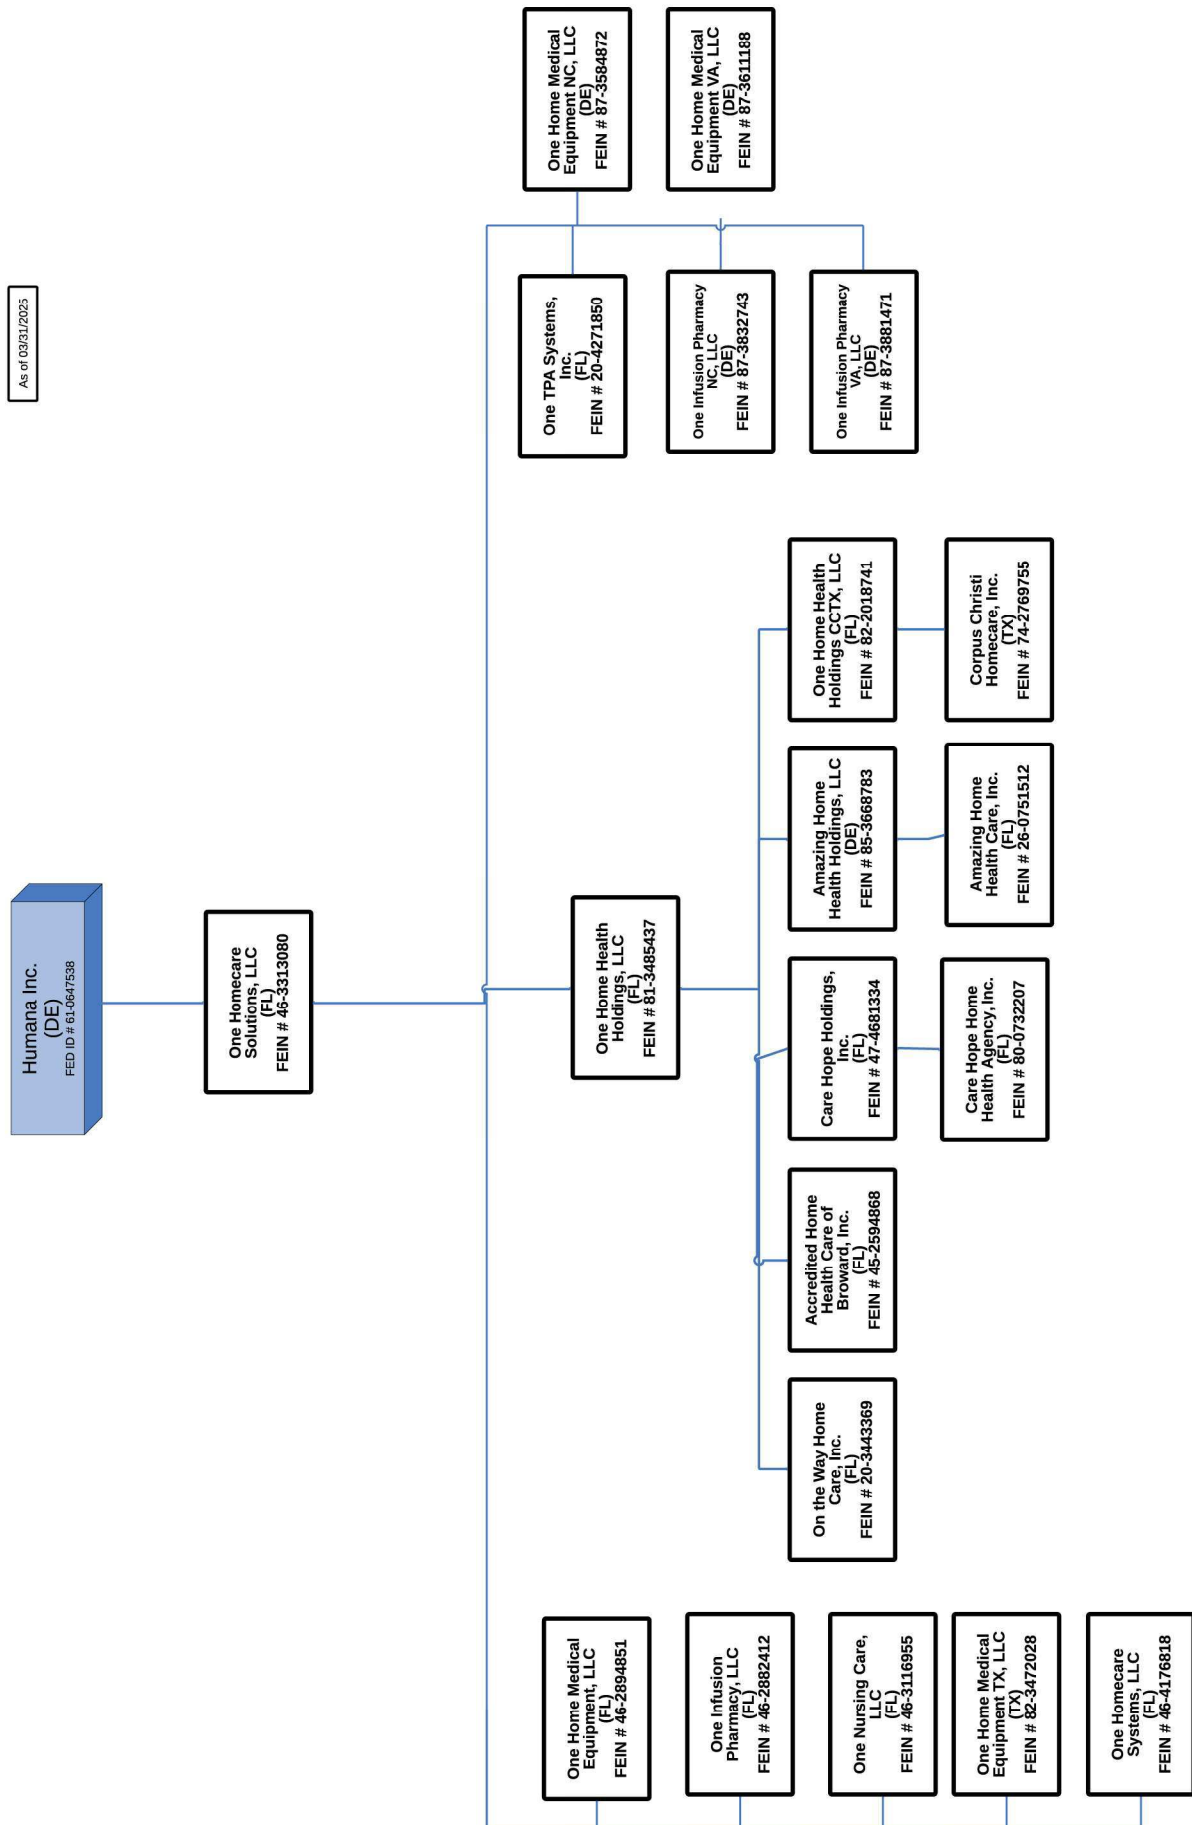 As of 03/31/2025
Humana Inc.
(DE)
FED ID # 61-0647538
One Homecare
Solutions, LLC
(FL)
FEIN # 46-3313080
One Home Medical
Equipment, LLC
(FL)
FEIN # 46-2894851
One Infusion
Pharmacy, LLC
(FL)
FEIN # 46-2882412
One Nursing Care,
LLC
(FL)
FEIN # 46-3116955
One Home Medical
Equipment TX, LLC
(TX)
FEIN # 82-3472028
One Homecare
Systems, LLC
(FL)
FEIN # 46-4176818
One Home Health
Holdings, LLC
(FL)
FEIN # 81-3485437
On the Way Home
Care, Inc.
(FL)
FEIN # 20-3443369
Accredited Home
Health Care of
Broward, Inc.
(FL)
FEIN # 45-2594868
Care Hope Holdings,
Inc.
(FL)
FEIN # 47-4681334
Amazing Home
Health Holdings, LLC
(DE)
FEIN # 85-3668783
One Home Health
Holdings CCTX, LLC
(FL)
FEIN # 82-2018741
Care Hope Home
Health Agency, Inc.
(FL)
FEIN # 80-0732207
Amazing Home
Health Care, Inc.
(FL)
FEIN # 26-0751512
Corpus Christi
Homecare, Inc.
(TX)
FEIN # 74-2769755
One TPA Systems,
Inc.
(FL)
FEIN # 20-4271850
One Infusion Pharmacy
NC, LLC
(DE)
FEIN # 87-3832743
One Infusion Pharmacy
VA, LLC
(DE)
FEIN # 87-3881471
One Home Medical
Equipment NC, LLC
(DE)
FEIN # 87-3584872
One Home Medical
Equipment VA, LLC
(DE)
FEIN # 87-3611188